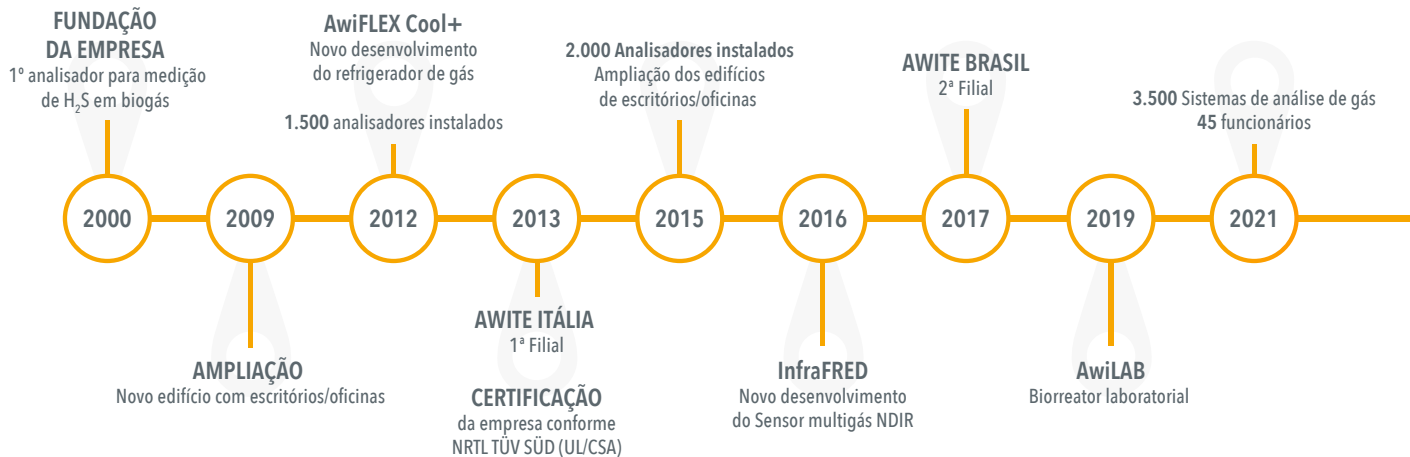 FUNDAÇÃO
DA EMPRESA
1º analisador para medição
de H₂S em biogás
2000
2009
AMPLIAÇÃO
Novo edifício com escritórios/oficinas
AwiFLEX Cool+
Novo desenvolvimento
do refrigerador de gás
1.500 analisadores instalados
2012
2013
AWITE ITÁLIA
1ª Filial
CERTIFICAÇÃO
da empresa conforme
NRTL TÜV SÜD (UL/CSA)
2.000 Analisadores instalados
Ampliação dos edifícios
de escritórios/oficinas
2015
2016
InfraFRED
Novo desenvolvimento
do Sensor multigás NDIR
AWITE BRASIL
2ª Filial
2017
2019
AwiLAB
Biorreator laboratorial
3.500 Sistemas de análise de gás
45 funcionários
2021